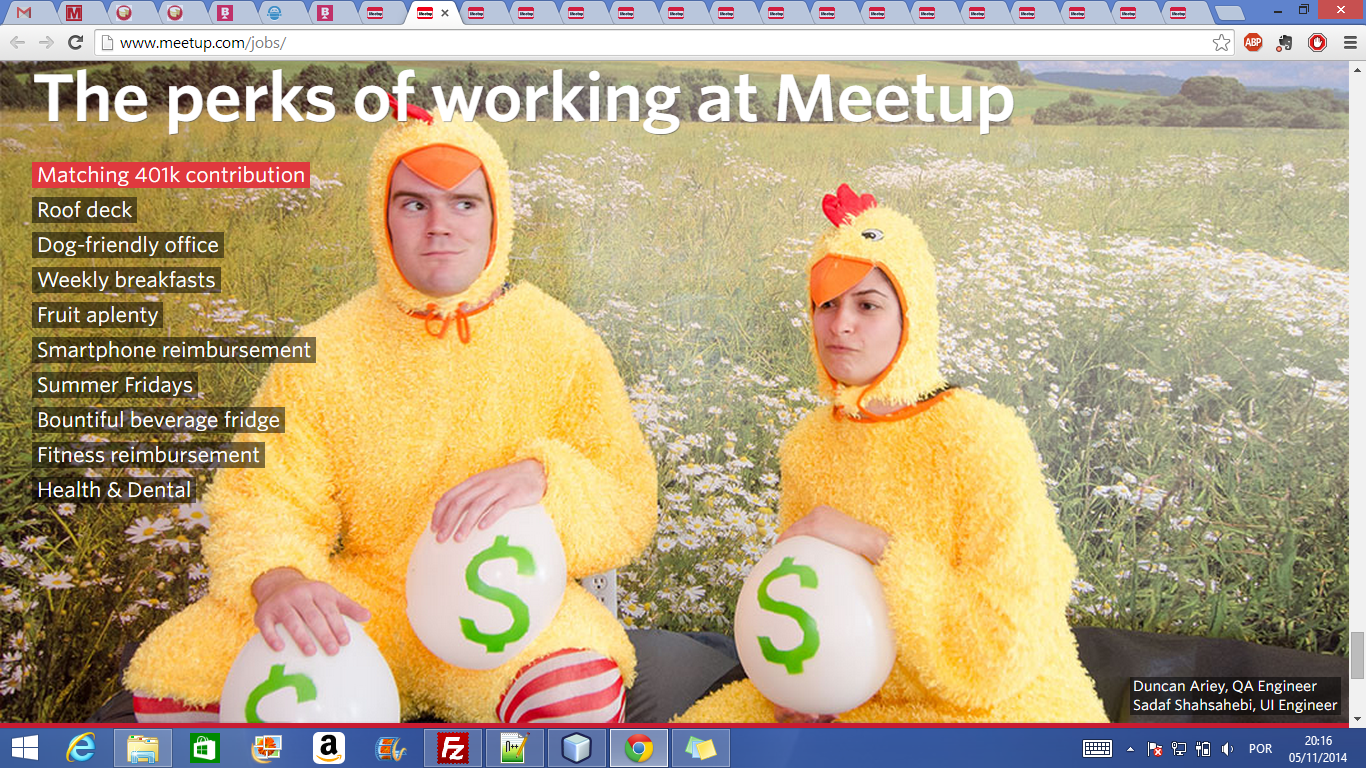 www.meetup.com/jobs/
ABP
The perks of working at Meetup
Matching 401k contribution
Roof deck
Dog-friendly office
Weekly breakfasts
Fruit aplenty
Smartphone reimbursement
Summer Fridays
Bountiful beverage fridge
Fitness reimbursement
Health & Dental
$ $
Duncan Ariey, QA Engineer
Sadaf Shahsahebi, UI Engineer
POR
20:16
05/11/2014